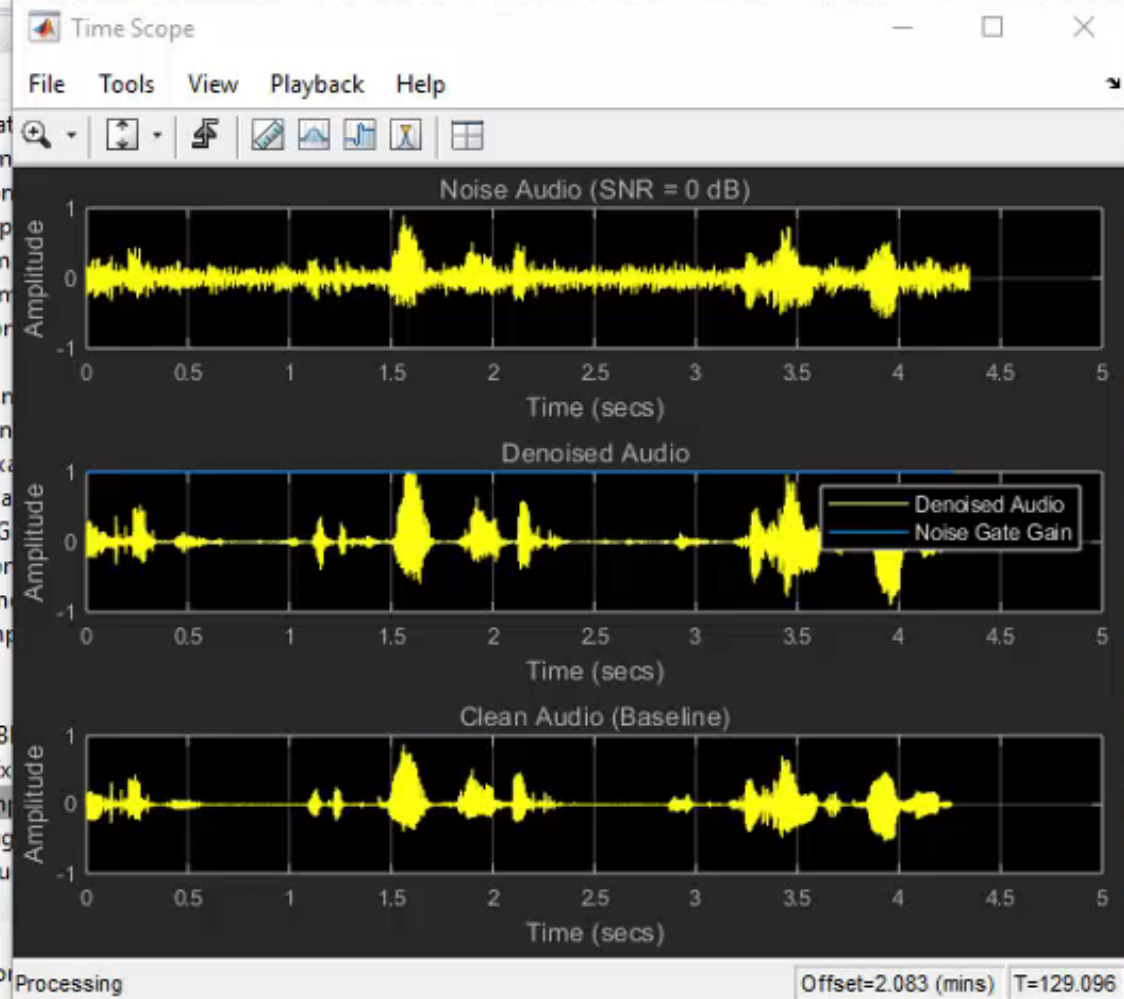 Time Scope
File Tools View Playback Help
Noise Audio (SNR = 0 dB)
Amplitude
1
0
-1
0 0.5 1 1.5 2 2.5 3 3.5 4 4.5 5
Time (secs)
Denoised Audio
Amplitude
1
0
-1
Denoised Audio
Noise Gate Gain
0 0.5 1 1.5 2 2.5 3 3.5 4 4.5 5
Time (secs)
Clean Audio (Baseline)
Amplitude
1
0
-1
0 0.5 1 1.5 2 2.5 3 3.5 4 4.5 5
Time (secs)
Processing Offset=2.083 (mins) T=129.096